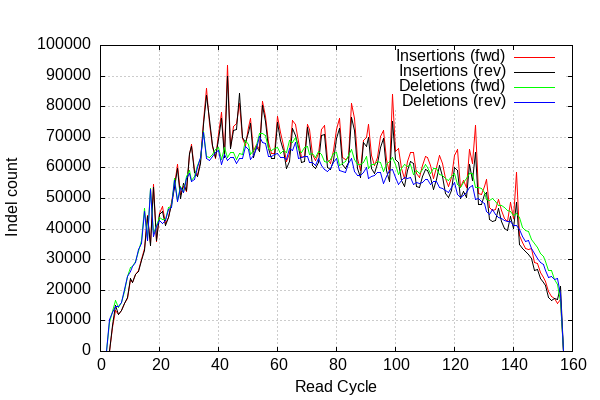 100000
90000
80000
70000
60000
50000
40000
30000
20000
10000
0
Indel count
Insertions (fwd)
Insertions (rev)
Deletions (fwd)
Deletions (rev)
0 20 40 60 80 100 120 140 160
Read Cycle